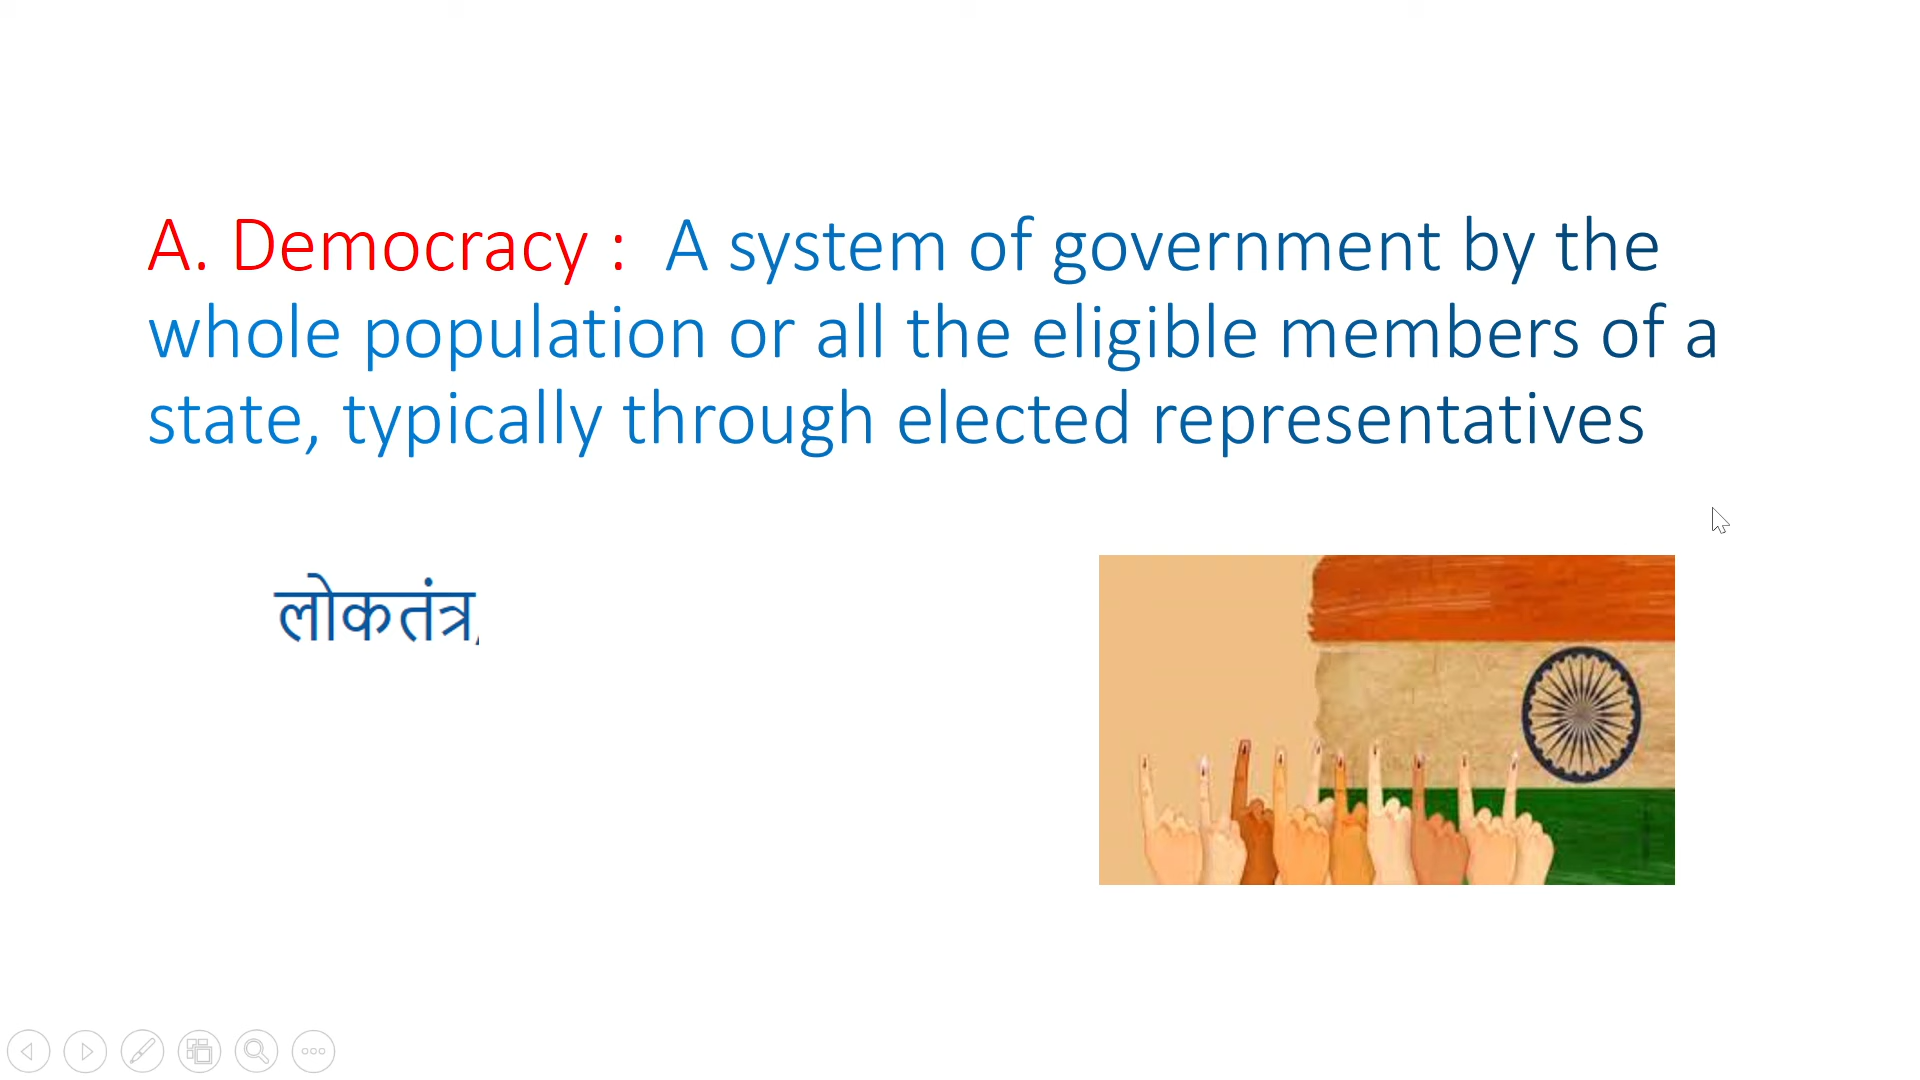 A. Democracy : A system of government by the
whole population or all the eligible members of a
state, typically through elected representatives
लोकतंत्र,